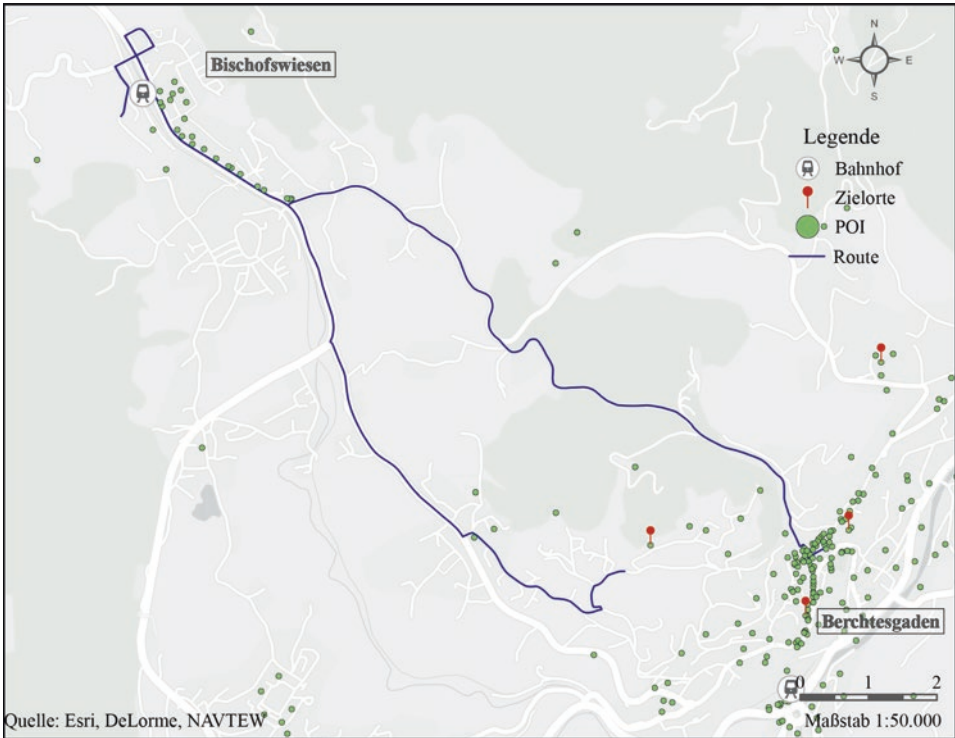 Bischofswiesen
N
W
E
S
Legende
Bahnhof
Zielorte
POI
Route
Berchtesgaden
0 1 2
Quelle: Esri, DeLorme, NAVTEW
Maßstab 1:50.000